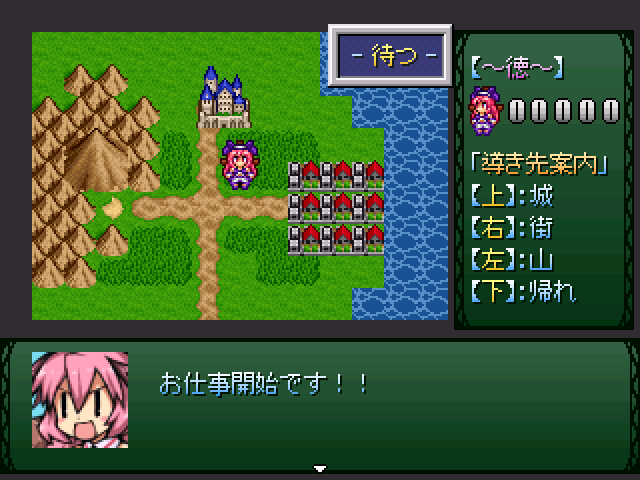 - 待つ -
【～徳～】
00000
「導き先案内」
【上】:城
【右】:街
【左】:山
【下】:帰れ
お仕事開始です！！